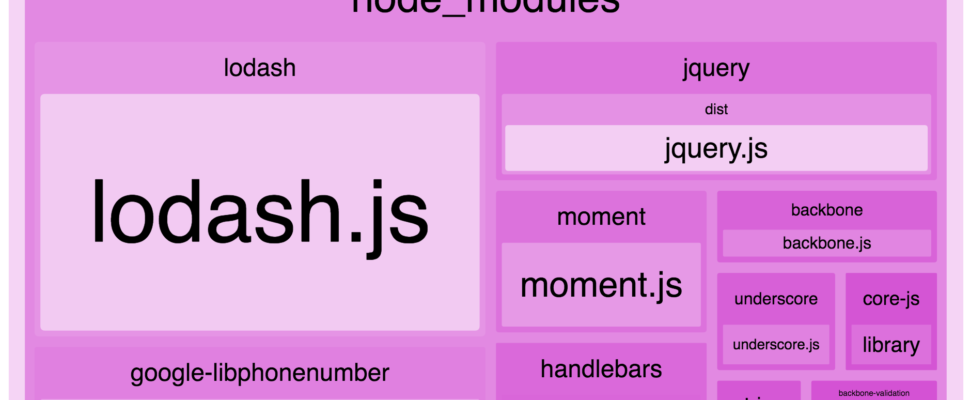 node_modules
lodash
lodash.js
google-libphonenumber
jquery
dist
jquery.js
moment
moment.js
handlebars
backbone
backbone.js
underscore
underscore.js
core-js
library
backbone-validation